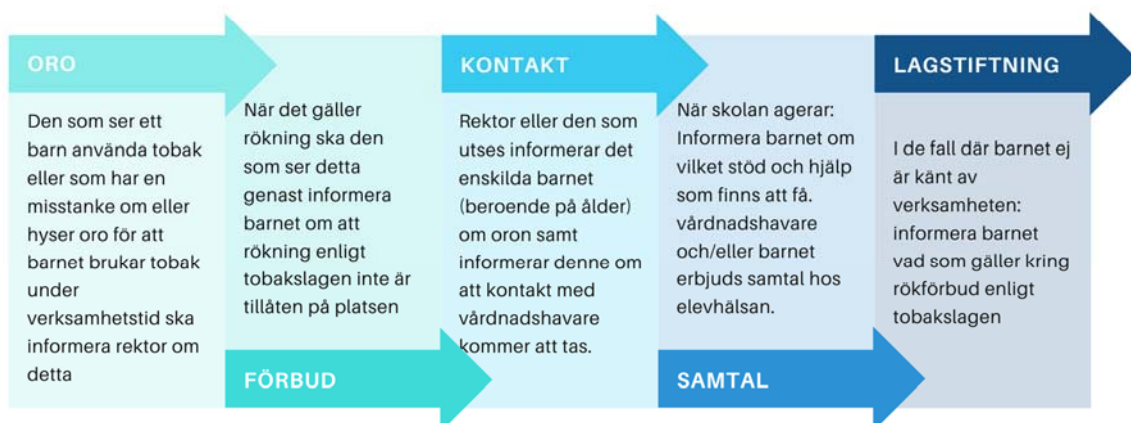 ORO
Den som ser ett
barn använda tobak
eller som har en
misstanke om eller
hyser oro för att
barnet brukar tobak
under
verksamhetstid ska
informera rektor om
detta
När det gäller
rökning ska den
som ser detta
genast informera
barnet om att
rökning enligt
tobakslagen inte är
tillåten på platsen
FÖRBUD
KONTAKT
Rektor eller den som
utses informerar det
enskilda barnet
(beroende på ålder)
om oron samt
informerar denne om
att kontakt med
vårdnadshavare
kommer att tas.
När skolan agerar:
Informera barnet om
vilket stöd och hjälp
som finns att få.
vårdnadshavare
och/eller barnet
erbjuds samtal hos
elevhälsan.
SAMTAL
LAGSTIFTNING
I de fall där barnet ej
är känt av
verksamheten:
informera barnet
vad som gäller kring
rökförbud enligt
tobakslagen